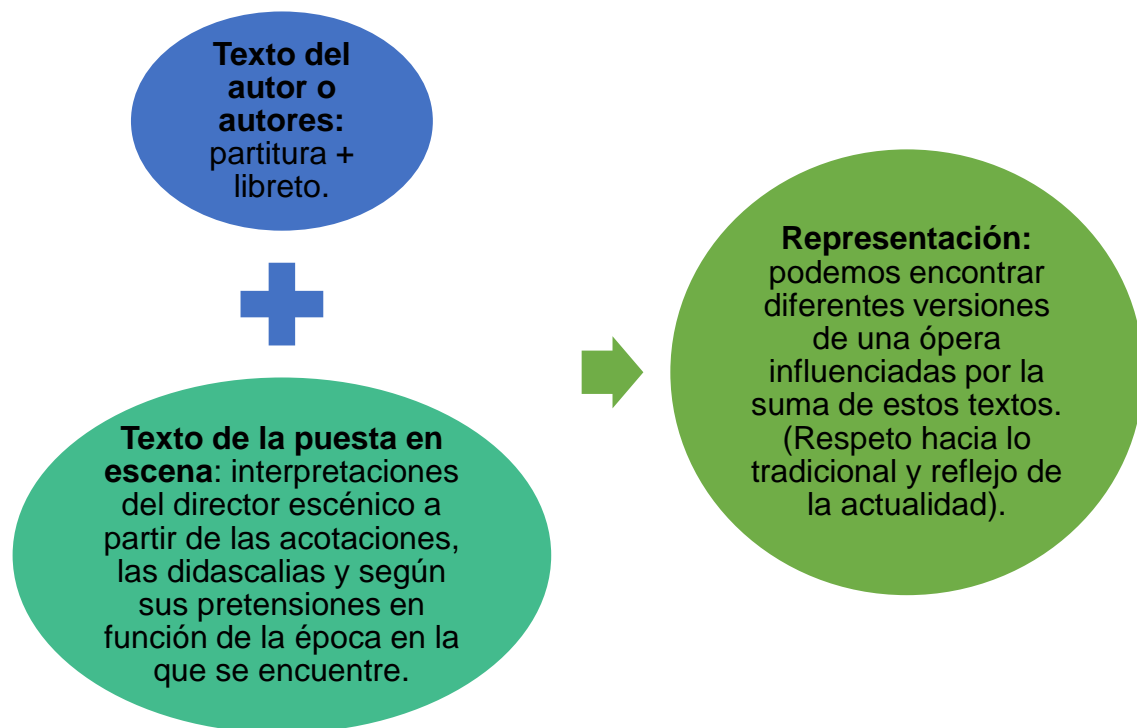 Texto del
autor o
autores:
partitura +
libreto.
Texto de la puesta en
escena: interpretaciones
del director escénico a
partir de las acotaciones,
las didascalias y según
sus pretensiones en
función de la época en la
que se encuentre.
Representación:
podemos encontrar
diferentes versiones
de una ópera
influenciadas por la
suma de estos textos.
(Respeto hacia lo
tradicional y reflejo de
la actualidad).